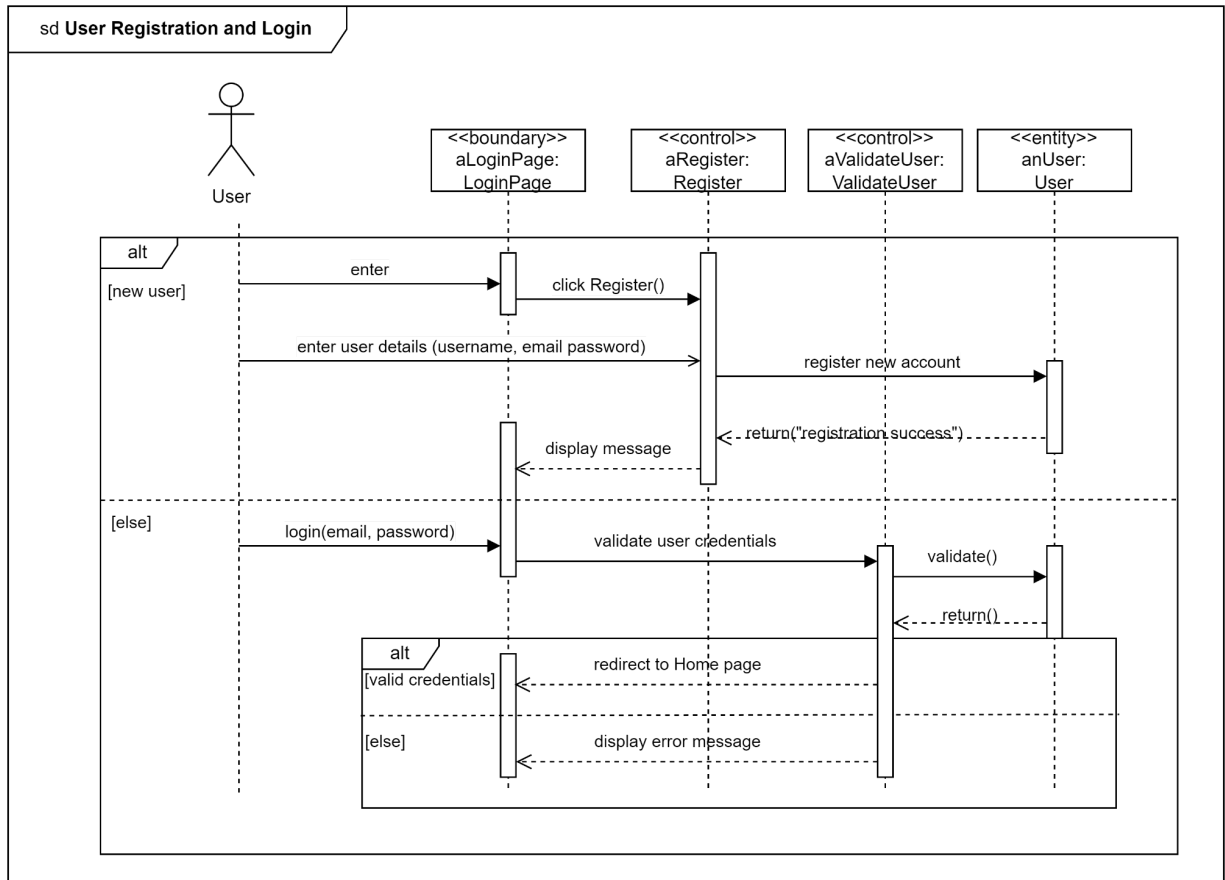 sd User Registration and Login
User
<<boundary>>
aLoginPage:
LoginPage
<<control>>
aRegister:
Register
<<control>>
aValidateUser:
ValidateUser
<<entity>>
anUser:
User
alt
[new user]
enter
click Register()
enter user details (username, email password)
register new account
return("registration success")
display message
[else]
login(email, password)
validate user credentials
validate()
return()
alt
[valid credentials]
redirect to Home page
[else]
display error message